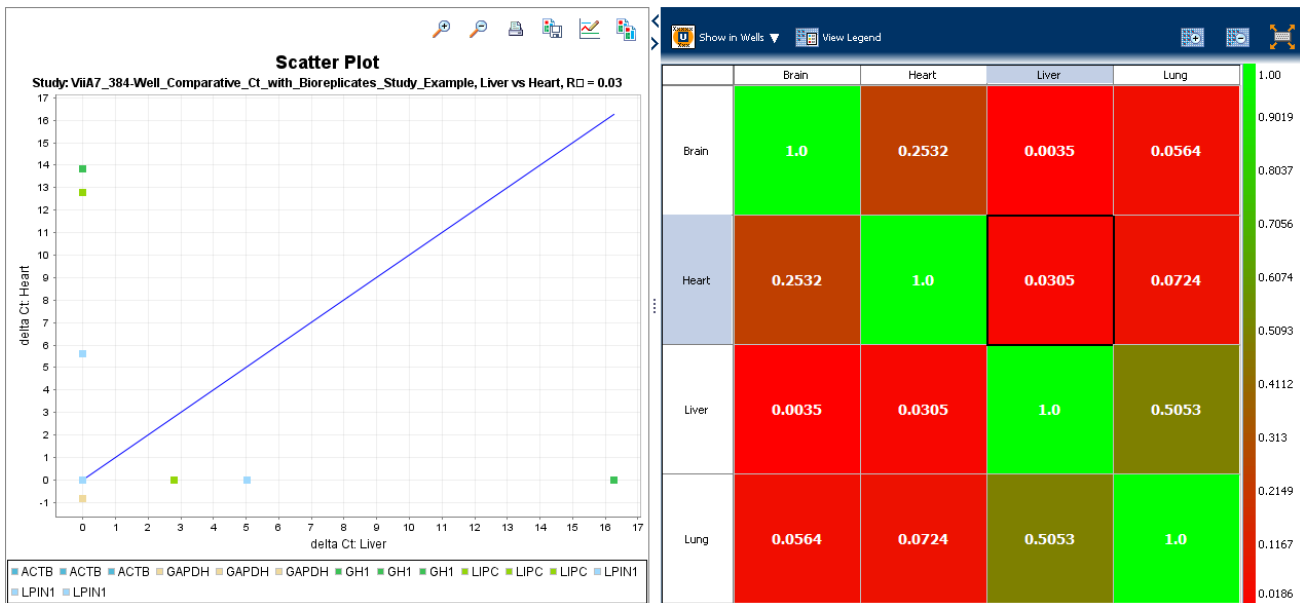 Scatter Plot
Study: ViiA7_384-Well_Comparative_Ct_with_Bioreplicates_Study_Example, Liver vs Heart, R□ = 0.03
17
16
15
14
13
12
11
10
9
8
7
6
5
4
3
2
1
0
-1
delta Ct: Heart
0 1 2 3 4 5 6 7 8 9 10 11 12 13 14 15 16 17
delta Ct: Liver
ACTB ACTB ACTB GAPDH GAPDH GAPDH GH1 GH1 GH1 LIPC LIPC LIPC LPIN1
LPIN1 LPIN1
U Show in Wells ▼ View Legend
Brain Heart Liver Lung
Brain 1.0 0.2532 0.0035 0.0564
Heart 0.2532 1.0 0.0305 0.0724
Liver 0.0035 0.0305 1.0 0.5053
Lung 0.0564 0.0724 0.5053 1.0
1.00
0.9019
0.8037
0.7056
0.6074
0.5093
0.4112
0.313
0.2149
0.1167
0.0186